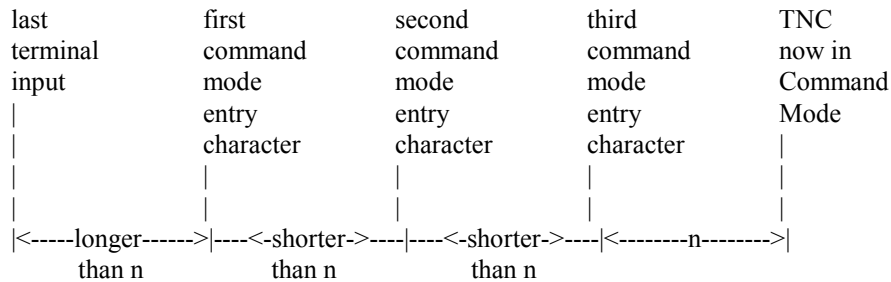 last first second third TNC
terminal command command command now in
input mode mode mode Command
| entry entry entry Mode
| character character character |
| | | | |
| | | | |
|<-----longer------>|----<-shorter->----|----<-shorter->----|<--------n-------->|
than n than n than n